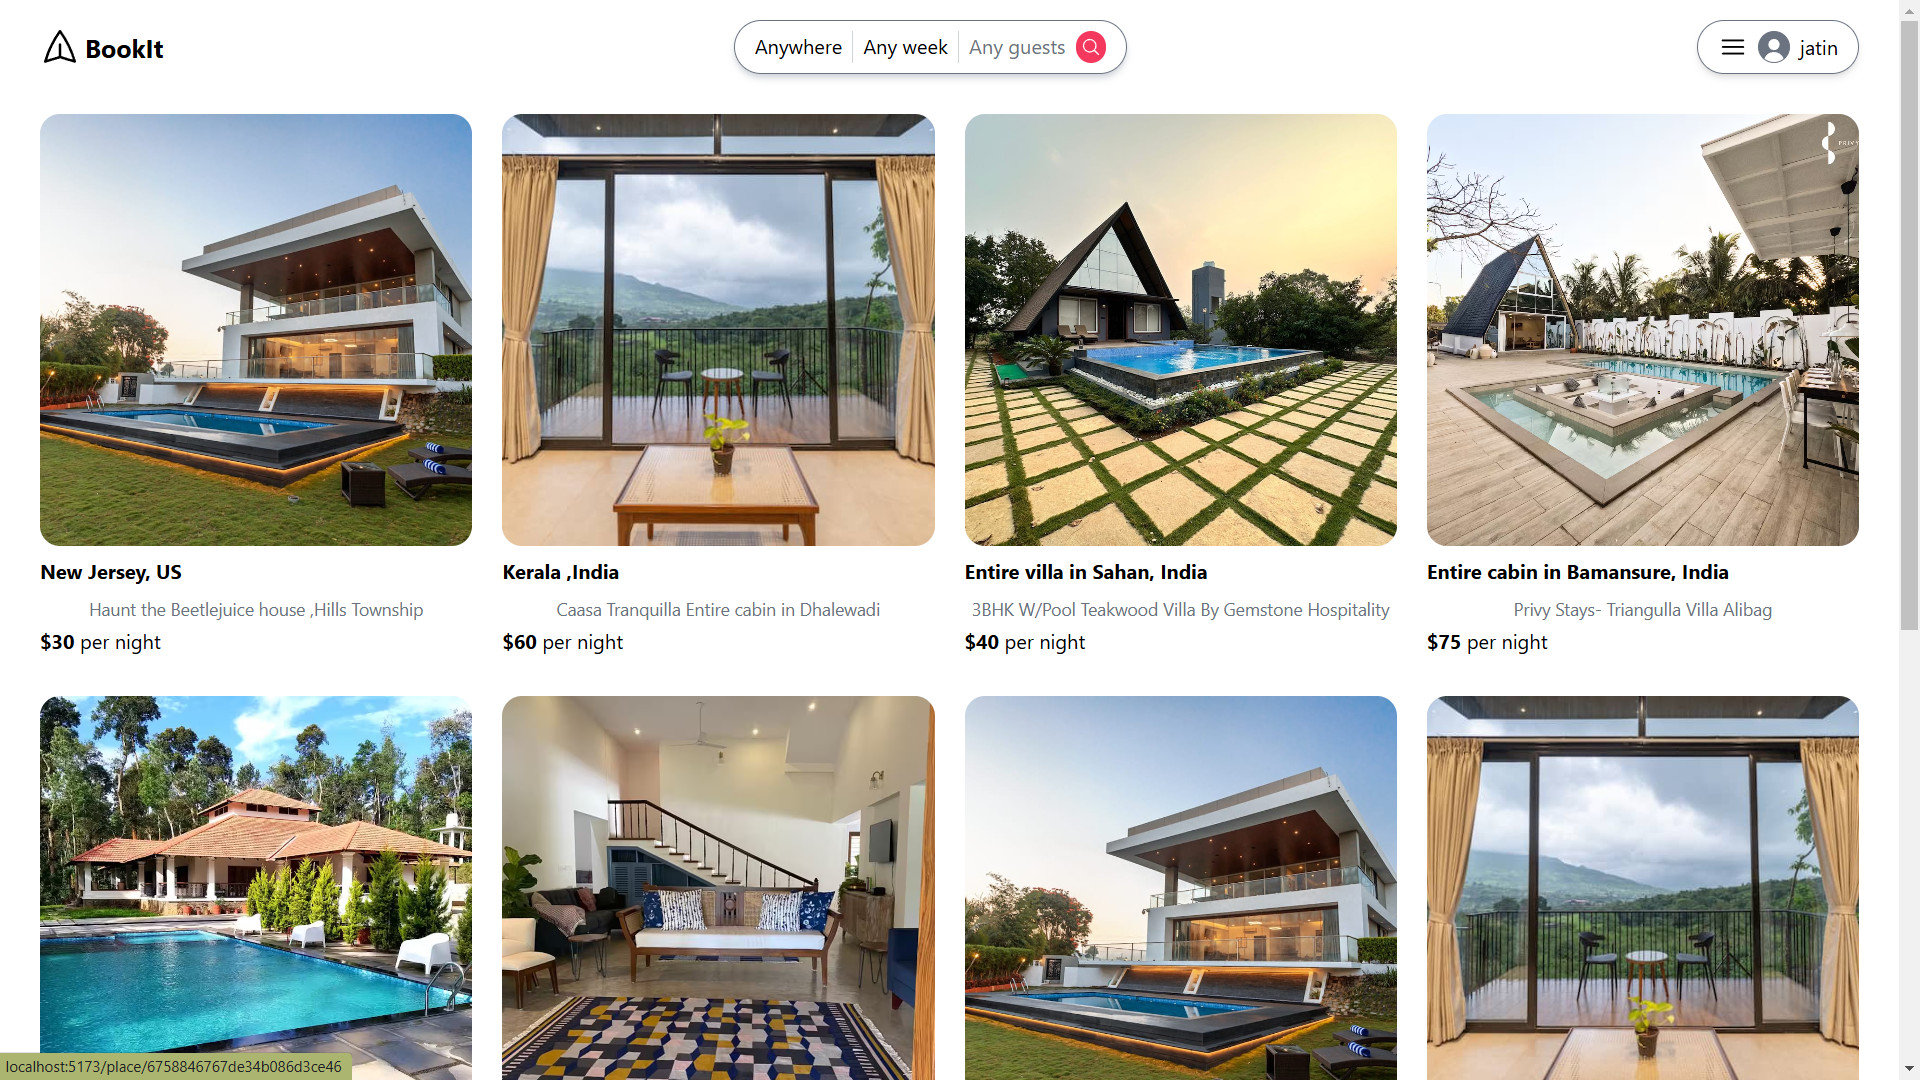 BookIt
Anywhere Any week Any guests
jatin
PRIVY
New Jersey, US
Haunt the Beetlejuice house ,Hills Township
$30 per night
Kerala ,India
Caasa Tranquilla Entire cabin in Dhalewadi
$60 per night
Entire villa in Sahan, India
3BHK W/Pool Teakwood Villa By Gemstone Hospitality
$40 per night
Entire cabin in Bamansure, India
Privy Stays- Triangulla Villa Alibag
$75 per night
localhost:5173/place/6758846767de34b086d3ce46